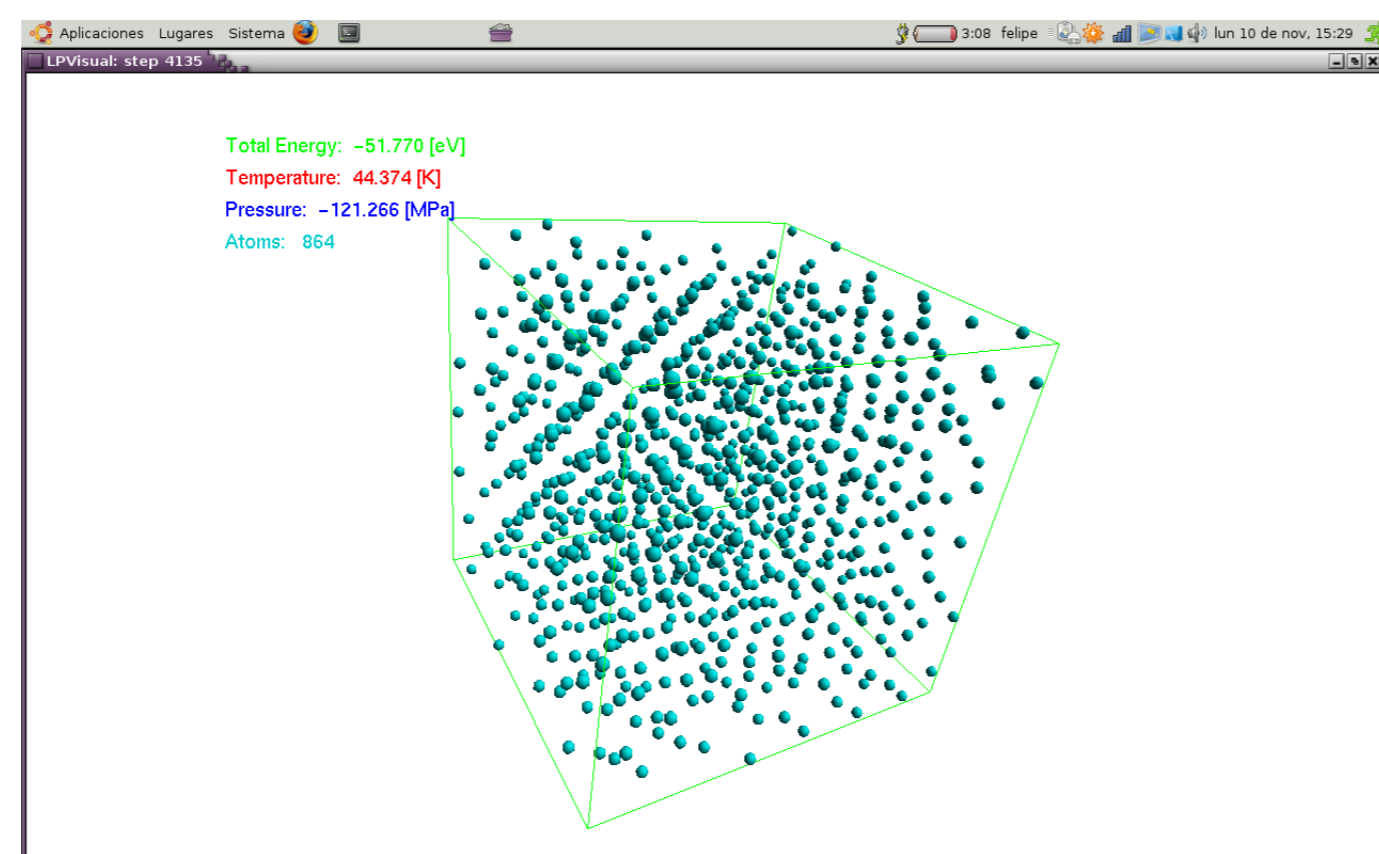 Aplicaciones Lugares Sistema 3:08 felipe lun 10 de nov, 15:29
LPVisual: step 4135
Total Energy: −51.770 [eV]
Temperature: 44.374 [K]
Pressure: −121.266 [MPa]
Atoms: 864